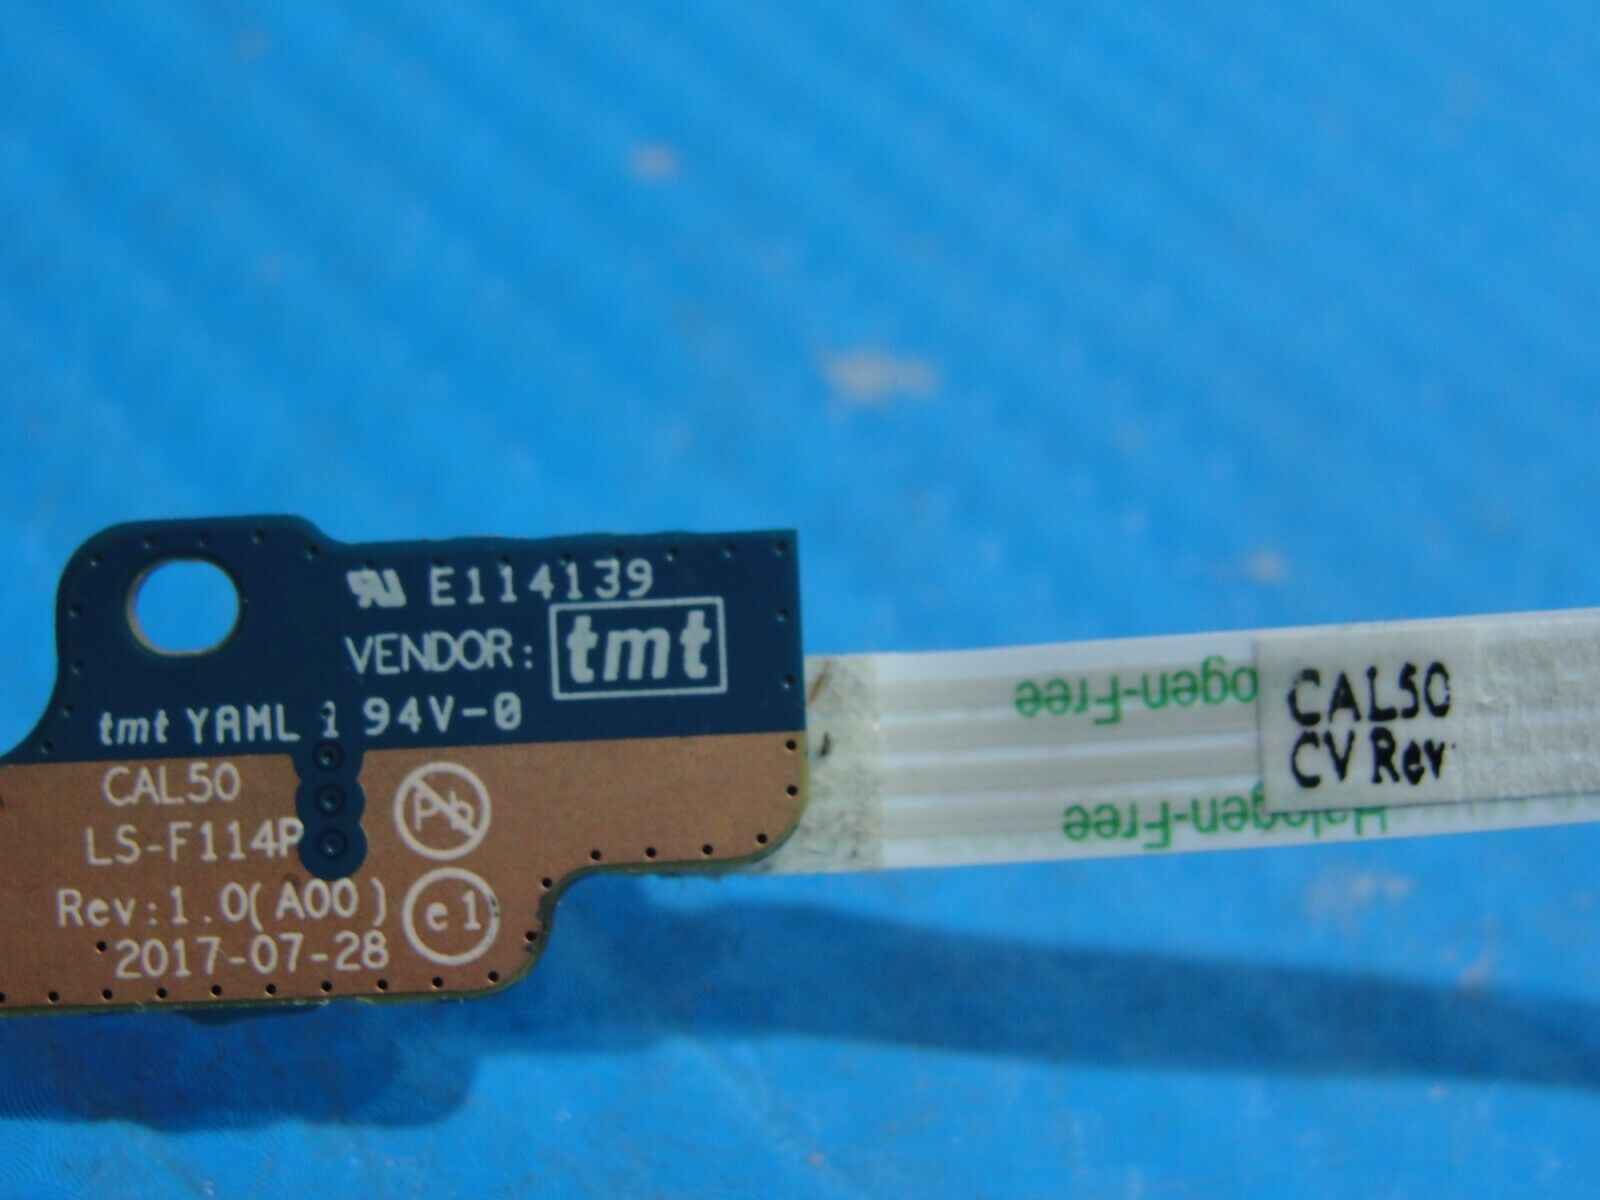 E114139
VENDOR: tmt
tmt YAML 1 94V-0
CAL50
LS-F114P
Pb
Rev:1.0(A00)
e1
2017-07-28
ogen-Free
Halogen-Free
CAL50
CV Rev